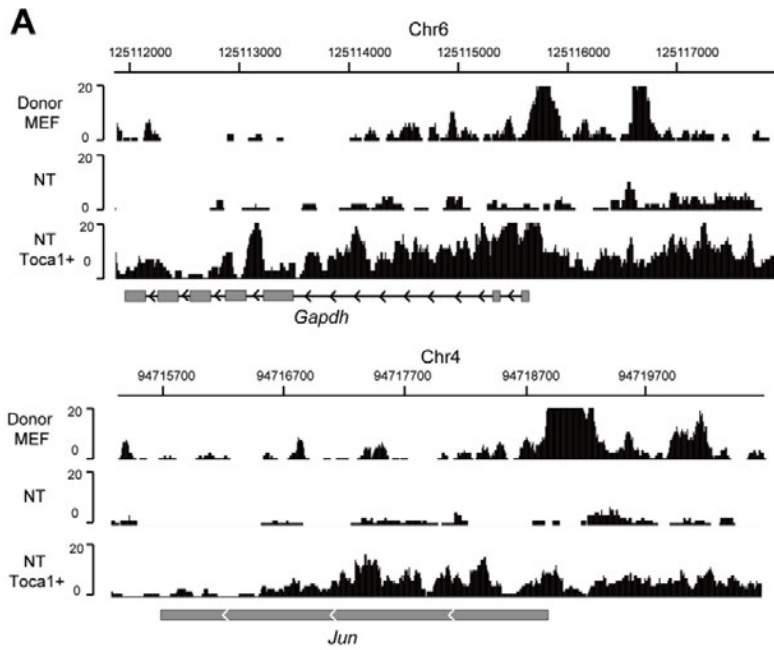 A
Chr6
125112000 125113000 125114000 125115000 125116000 125117000
Donor
MEF
20
0
NT
20
0
NT
Toca1+
20
0
Gapdh
Chr4
94715700 94716700 94717700 94718700 94719700
Donor
MEF
20
0
NT
20
0
NT
Toca1+
20
0
Jun